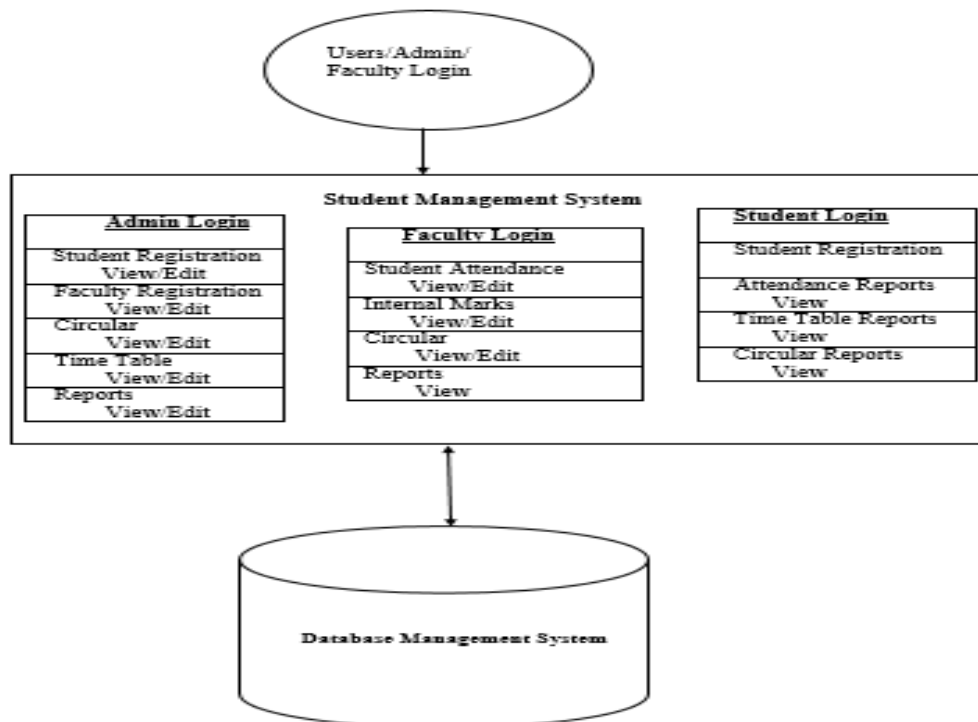 Users/Admin/
Faculty Login
Student Management System
Admin Login
Student Registration
View/Edit
Faculty Registration
View/Edit
Circular
View/Edit
Time Table
View/Edit
Reports
View/Edit
Faculty Login
Student Attendance
View/Edit
Internal Marks
View/Edit
Circular
View/Edit
Reports
View
Student Login
Student Registration
Attendance Reports
View
Time Table Reports
View
Circular Reports
View
Database Management System